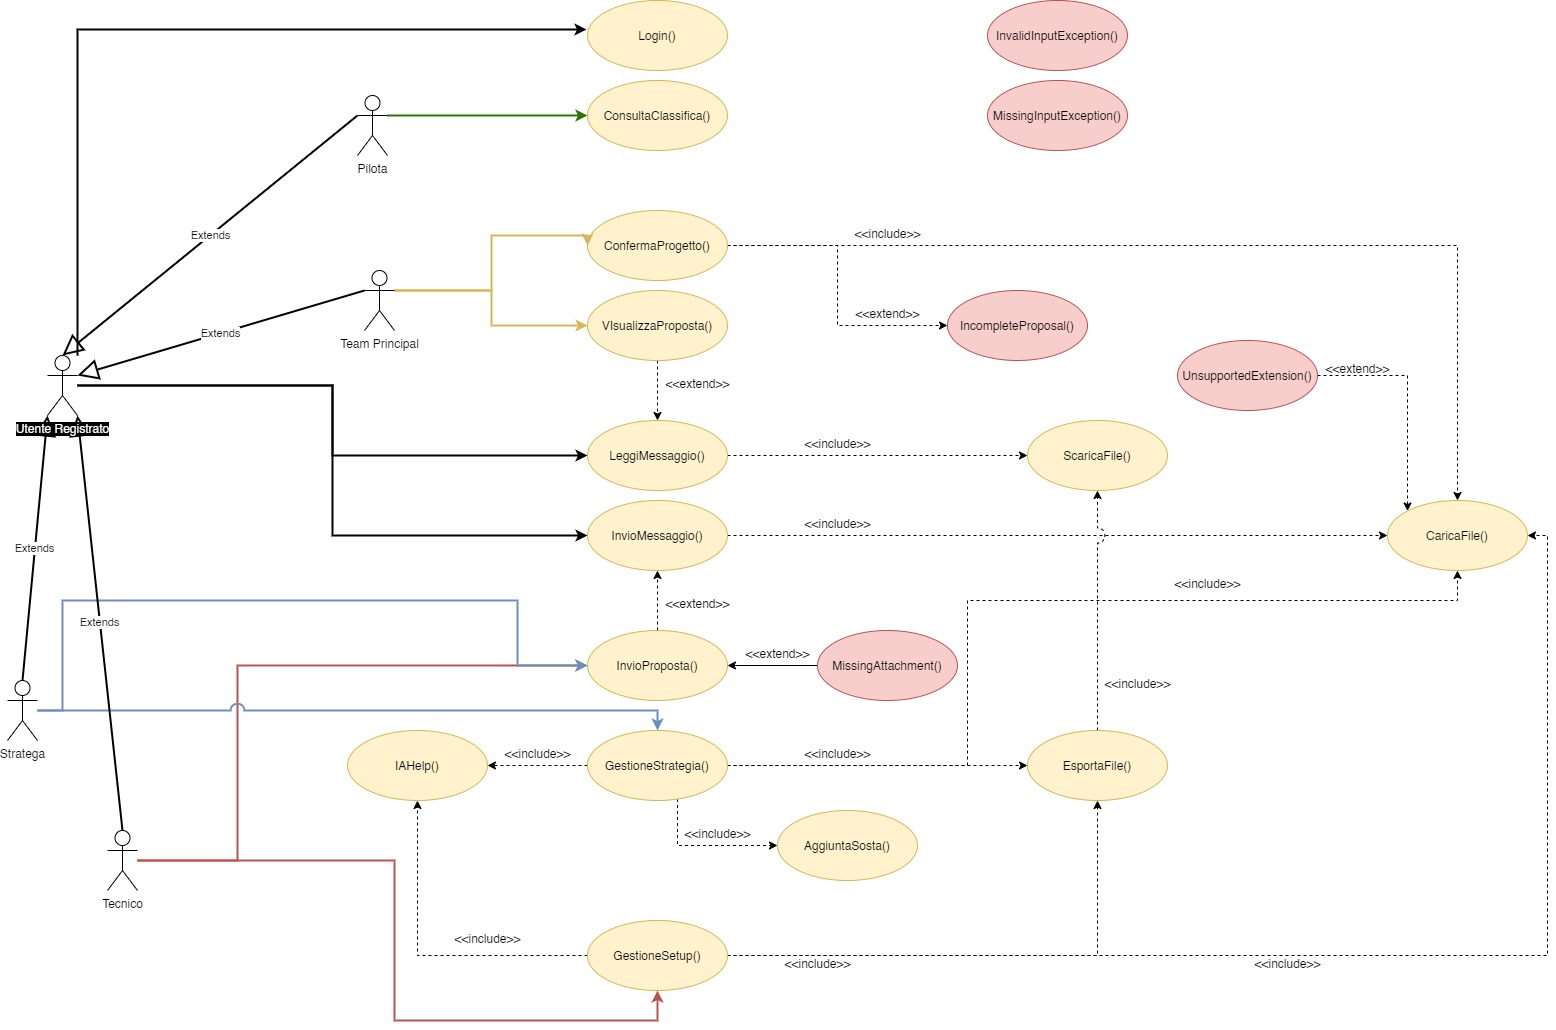 Login()
InvalidInputException()
ConsultaClassifica()
MissingInputException()
Pilota
Extends
ConfermaProgetto()
<<include>>
Team Principal
Extends
VIsualizzaProposta()
<<extend>>
IncompleteProposal()
UnsupportedExtension()
<<extend>>
<<extend>>
Utente Registrato
LeggiMessaggio()
<<include>>
ScaricaFile()
InvioMessaggio()
<<include>>
CaricaFile()
Extends
<<include>>
<<extend>>
Extends
InvioProposta()
<<extend>>
MissingAttachment()
<<include>>
Stratega
IAHelp()
<<include>>
GestioneStrategia()
<<include>>
EsportaFile()
<<include>>
AggiuntaSosta()
Tecnico
<<include>>
GestioneSetup()
<<include>>
<<include>>